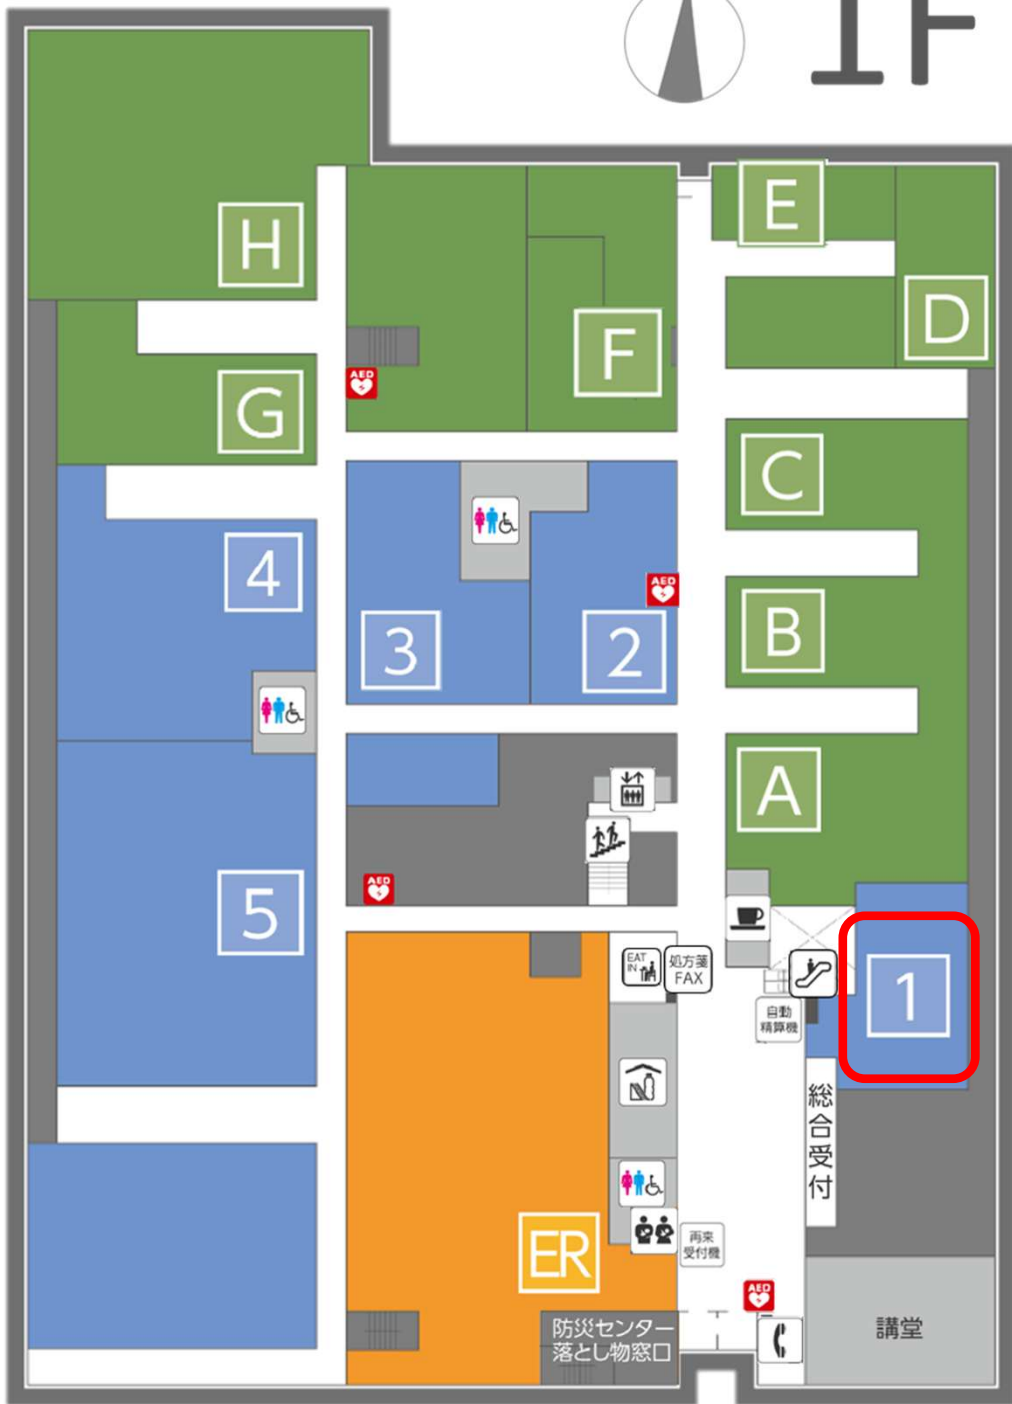 1F
E
H
D
F
AED
G
C
4
AED
B
3
2
A
AED
5
EAT
IN
処方箋
FAX
1
自動
精算機
総合受付
ER
再来
受付機
AED
防災センター
落とし物窓口
講堂